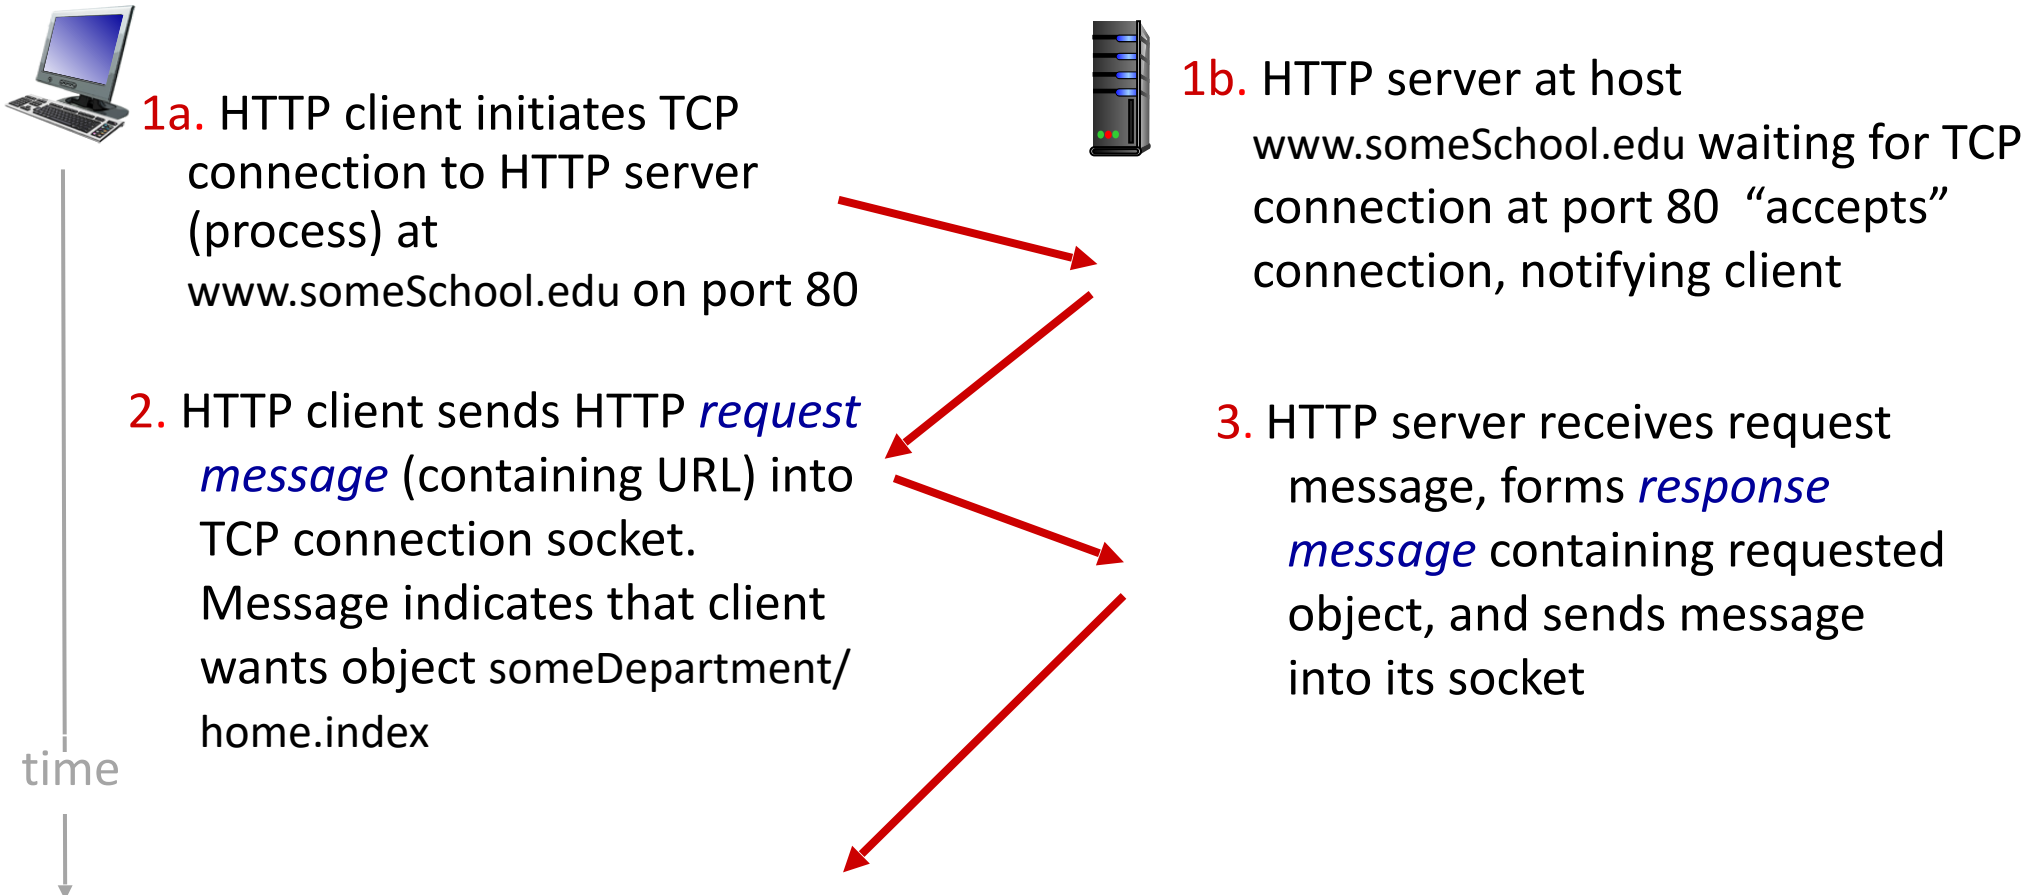 1a. HTTP client initiates TCP
connection to HTTP server
(process) at
www.someSchool.edu on port 80
1b. HTTP server at host
www.someSchool.edu waiting for TCP
connection at port 80 “accepts”
connection, notifying client
2. HTTP client sends HTTP request
message (containing URL) into
TCP connection socket.
Message indicates that client
wants object someDepartment/
home.index
3. HTTP server receives request
message, forms response
message containing requested
object, and sends message
into its socket
time